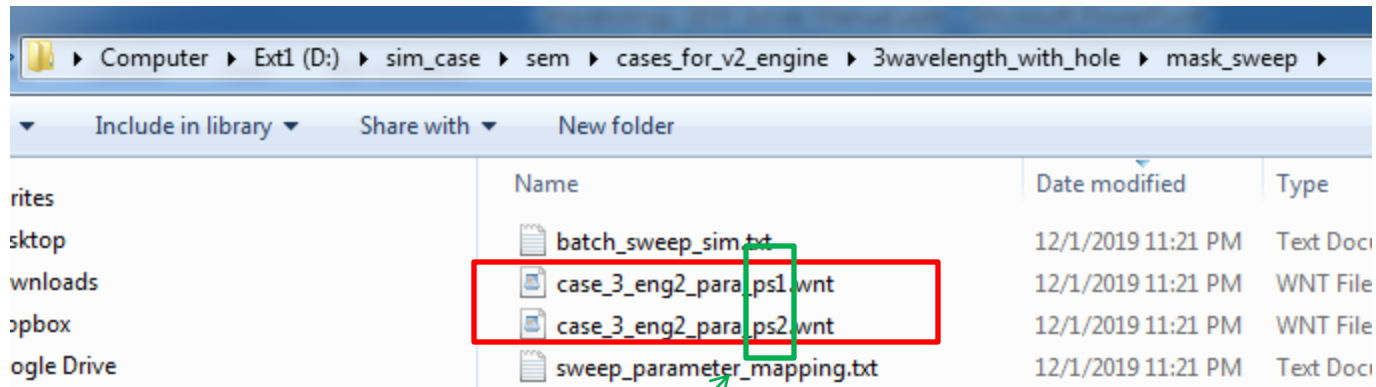 Computer ▸ Ext1 (D:) ▸ sim_case ▸ sem ▸ cases_for_v2_engine ▸ 3wavelength_with_hole ▸ mask_sweep ▸
Include in library Share with New folder
Name Date modified Type
rites
sktop
wnloads
opbox
ogle Drive
batch_sweep_sim.txt 12/1/2019 11:21 PM Text Docu
case_3_eng2_para_ps1.wnt 12/1/2019 11:21 PM WNT File
case_3_eng2_para_ps2.wnt 12/1/2019 11:21 PM WNT File
sweep_parameter_mapping.txt 12/1/2019 11:21 PM Text Docu